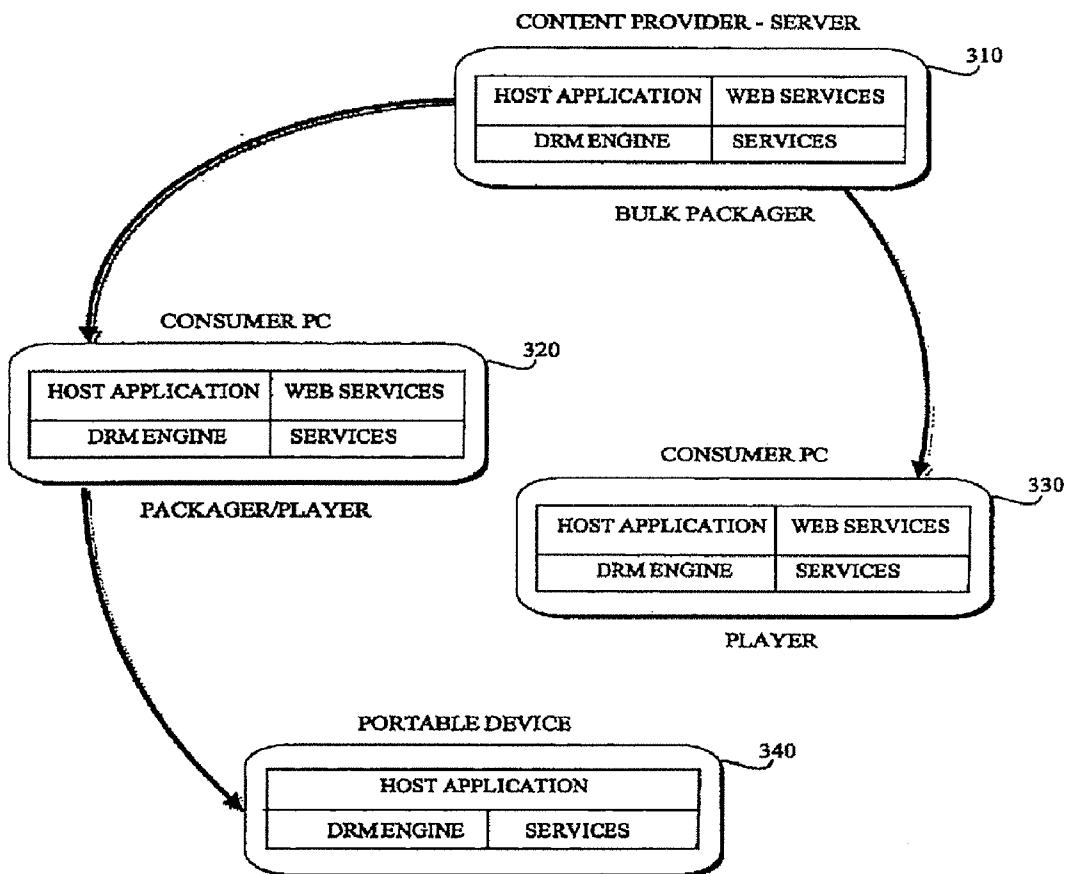 CONTENT PROVIDER - SERVER
310
HOST APPLICATION WEB SERVICES
DRM ENGINE SERVICES
BULK PACKAGER
CONSUMER PC
320
HOST APPLICATION WEB SERVICES
DRM ENGINE SERVICES
PACKAGER/PLAYER
CONSUMER PC
330
HOST APPLICATION WEB SERVICES
DRM ENGINE SERVICES
PLAYER
PORTABLE DEVICE
340
HOST APPLICATION
DRM ENGINE SERVICES